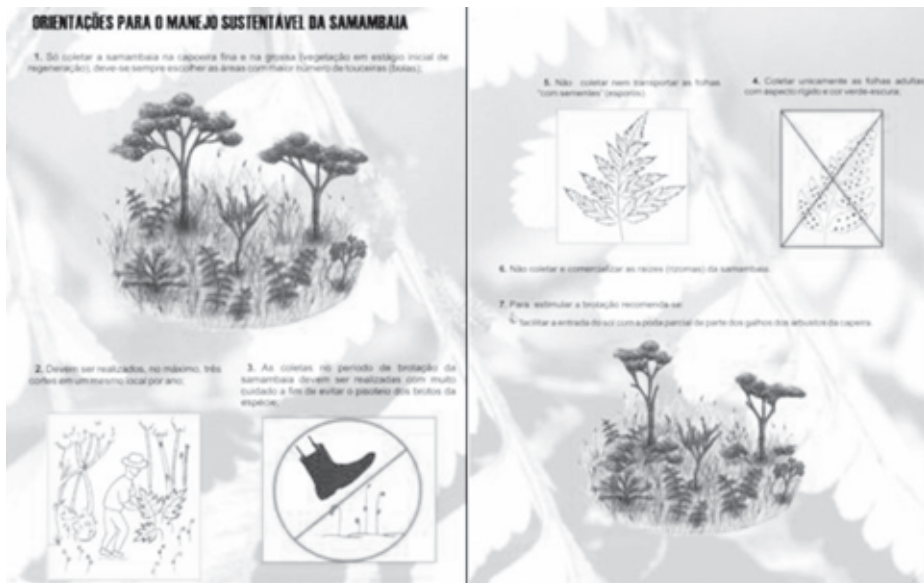 ORIENTAÇÕES PARA O MANEJO SUSTENTÁVEL DA SAMAMBAIA
1. Só coletar a samambaia na capoeira fina e na grossa (vegetação em estágio inicial de
regeneração), deve-se sempre escolher as áreas com maior número de touceiras (bolas);
2. Devem ser realizados, no máximo, três
cortes em um mesmo local por ano;
3. As coletas no período de brotação da
samambaia devem ser realizadas com muito
cuidado a fim de evitar o pisoteio dos brotos da
espécie;
5. Não coletar nem transportar as folhas
"com sementes" (esporos).
4. Coletar unicamente as folhas adultas
com aspecto rígido e cor verde-escura.
6. Não coletar e comercializar as raízes (rizomas) da samambaia.
7. Para estimular a brotação recomenda-se:
facilitar a entrada do sol com a poda parcial de parte dos galhos dos arbustos da capeira.